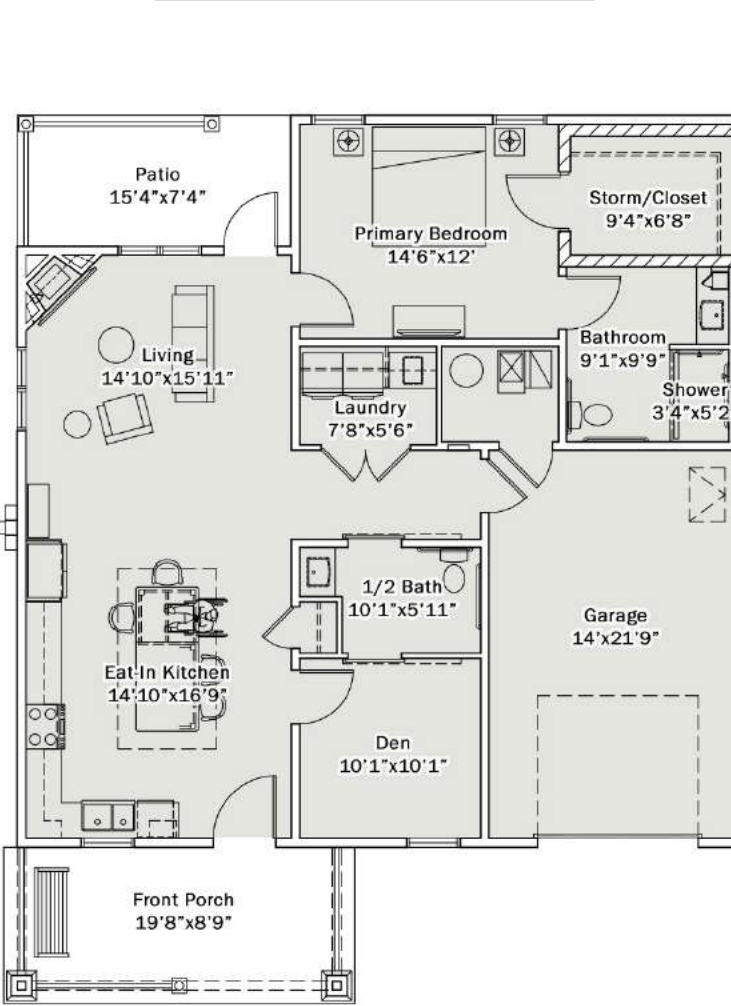 Patio
15'4"x7'4"
Storm/Closet
9'4"x6'8"
Primary Bedroom
14'6"x12'
Bathroom
9'1"x9'9"
Living
14'10"x15'11"
Shower
3'4"x5'2
Laundry
7'8"x5'6"
1/2 Bath
10'1"x5'11"
Garage
14'x21'9"
Eat-In Kitchen
14'10"x16'9"
Den
10'1"x10'1"
Front Porch
19'8"x8'9"